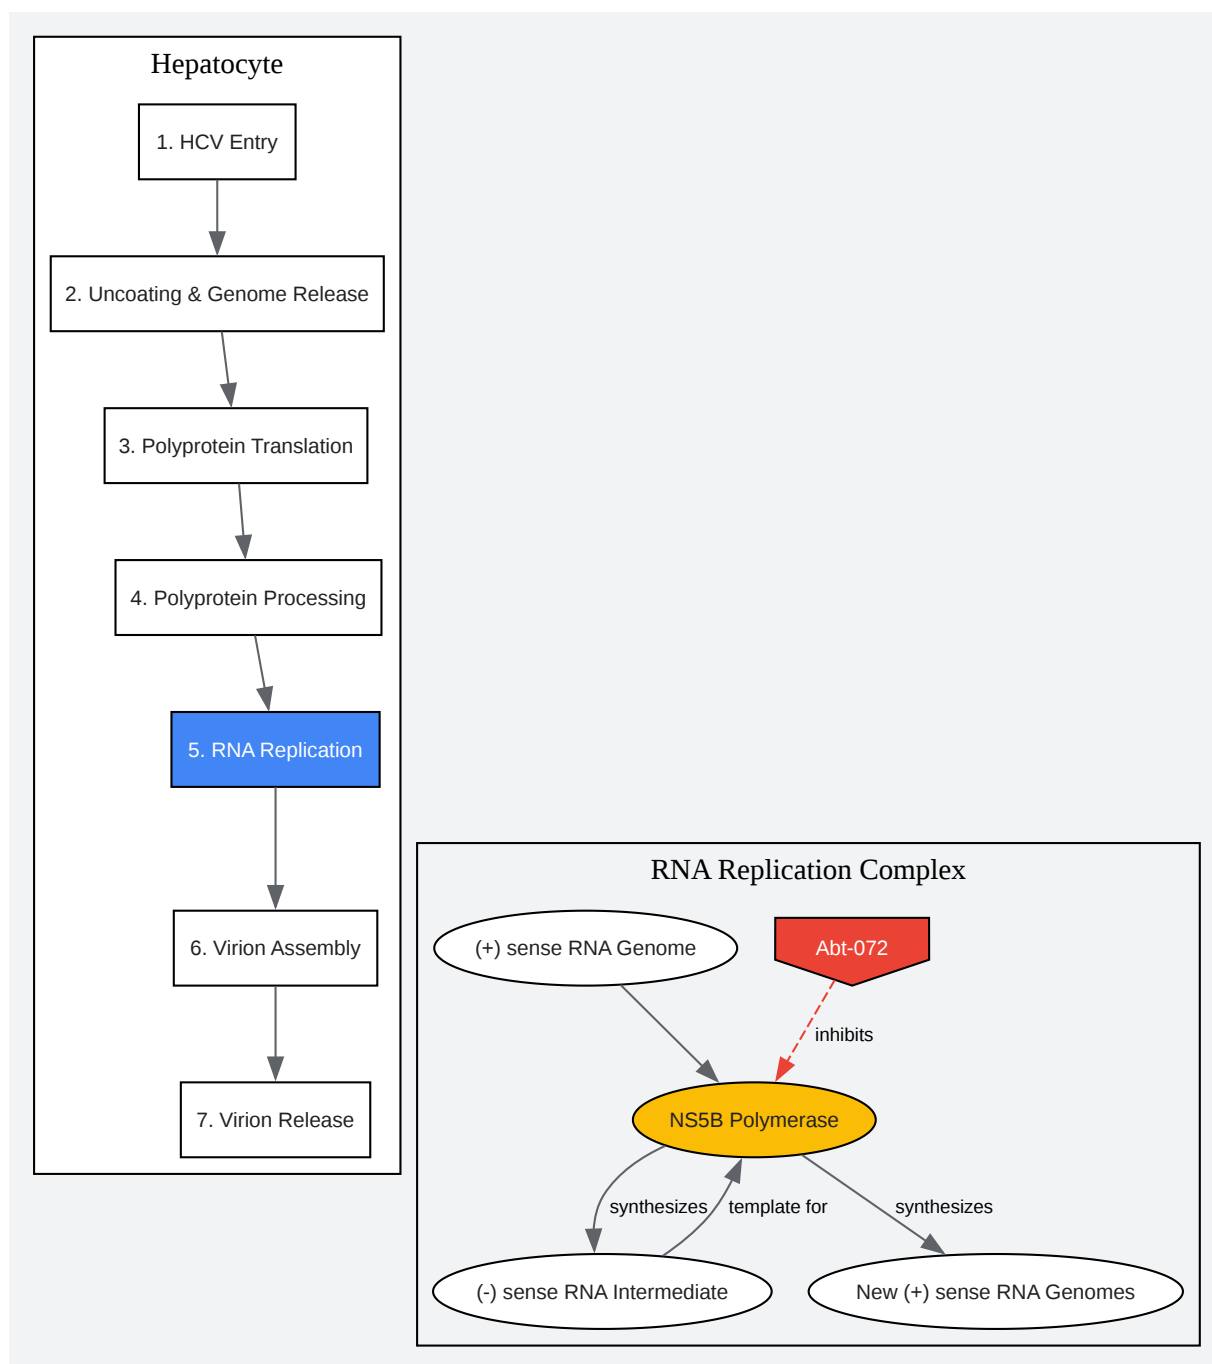 Hepatocyte
1. HCV Entry
2. Uncoating & Genome Release
3. Polyprotein Translation
4. Polyprotein Processing
5. RNA Replication
6. Virion Assembly
7. Virion Release
RNA Replication Complex
(+) sense RNA Genome
Abt-072
inhibits
NS5B Polymerase
synthesizes
template for
synthesizes
(-) sense RNA Intermediate
New (+) sense RNA Genomes